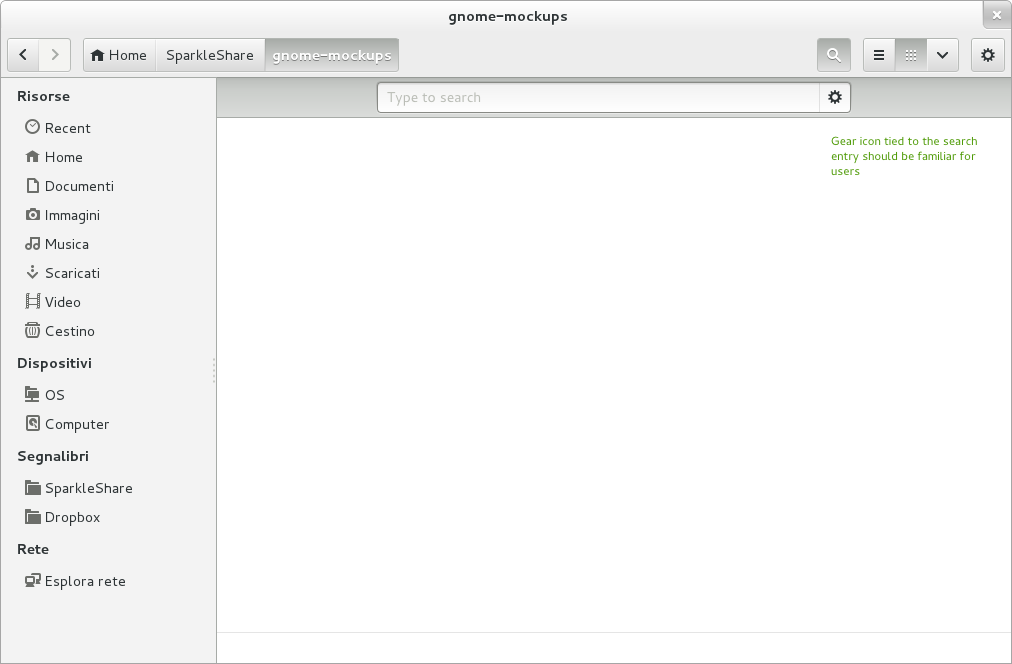 gnome-mockups
Home SparkleShare gnome-mockups
Risorse
Recent
Home
Documenti
Immagini
Musica
Scaricati
Video
Cestino
Dispositivi
OS
Computer
Segnalibri
SparkleShare
Dropbox
Rete
Esplora rete
Type to search
Gear icon tied to the search
entry should be familiar for
users